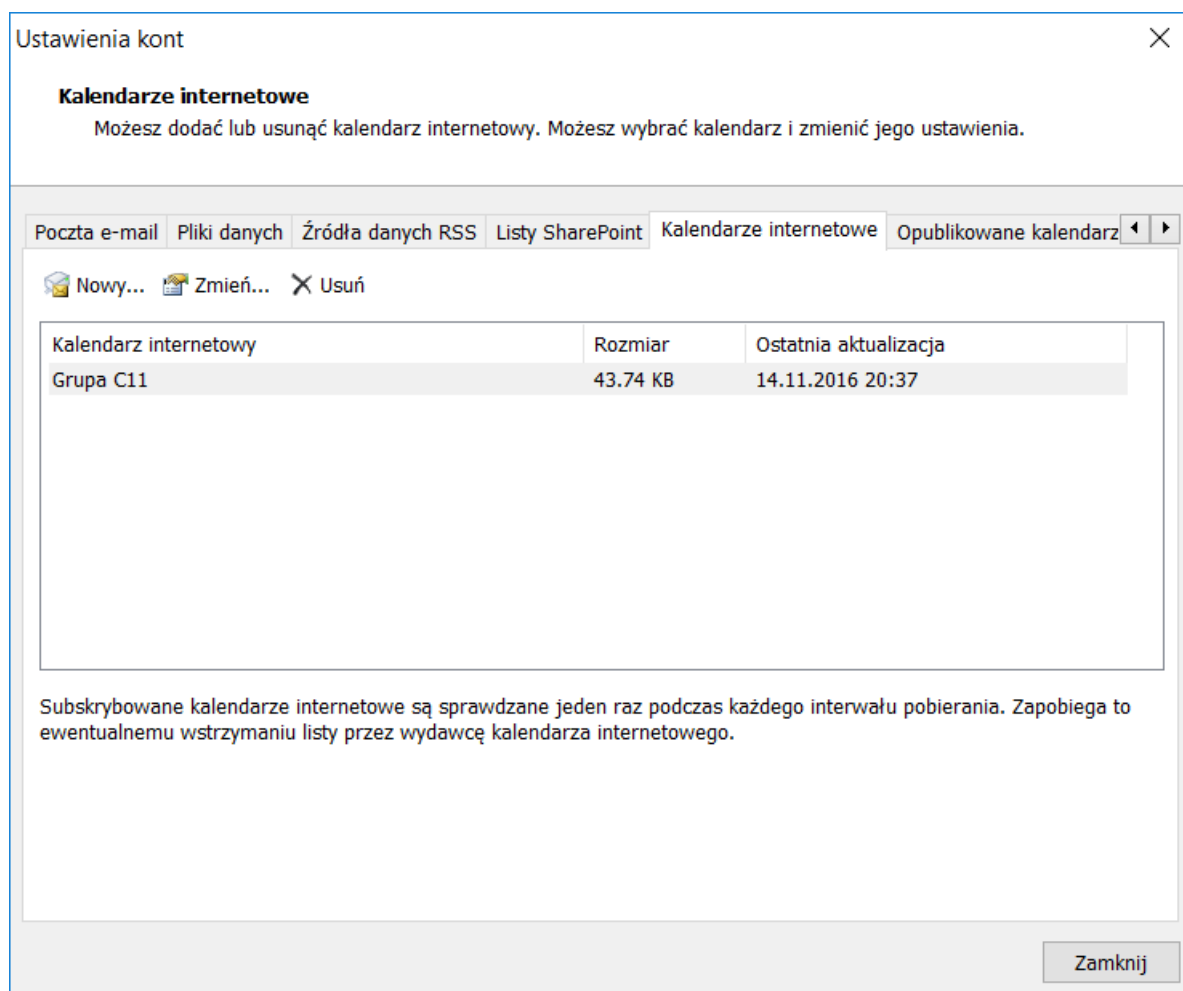 Ustawienia kont
Kalendarze internetowe
Możesz dodać lub usunąć kalendarz internetowy. Możesz wybrać kalendarz i zmienić jego ustawienia.
Poczta e-mail Pliki danych Źródła danych RSS Listy SharePoint Kalendarze internetowe Opublikowane kalendarz
Nowy... Zmień... Usuń
Kalendarz internetowy Rozmiar Ostatnia aktualizacja
Grupa C11 43.74 KB 14.11.2016 20:37
Subskrybowane kalendarze internetowe są sprawdzane jeden raz podczas każdego interwału pobierania. Zapobiega to
ewentualnemu wstrzymaniu listy przez wydawcę kalendarza internetowego.
Zamknij